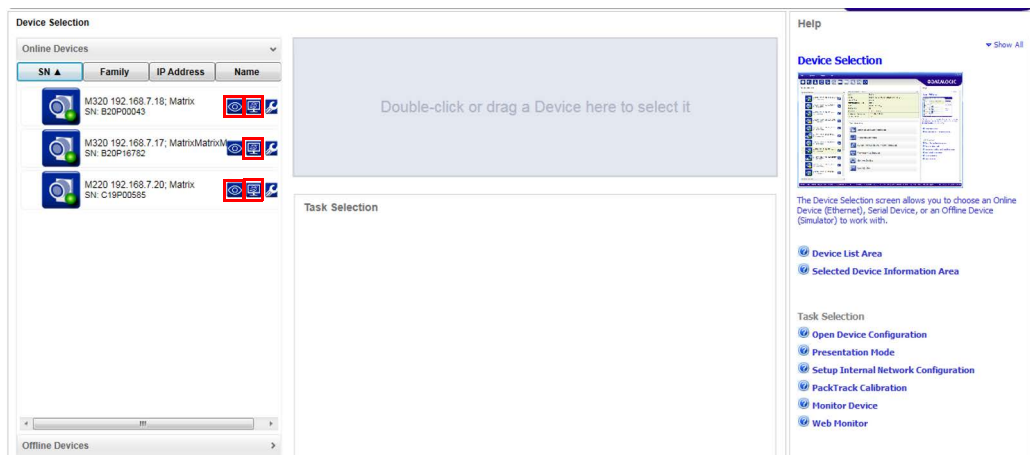 Device Selection
Online Devices
SN ▲ Family IP Address Name
M320 192.168.7.18; Matrix
SN: B20P00043
M320 192.168.7.17; MatrixMatrixM
SN: B20P16782
M220 192.168.7.20; Matrix
SN: C19P00585
Offline Devices
Double-click or drag a Device here to select it
Task Selection
Help
Show All
Device Selection
DATALOGIC
The Device Selection screen allows you to choose an Online
Device (Ethernet), Serial Device, or an Offline Device
(Simulator) to work with.
Device List Area
Selected Device Information Area
Task Selection
Open Device Configuration
Presentation Mode
Setup Internal Network Configuration
PackTrack Calibration
Monitor Device
Web Monitor